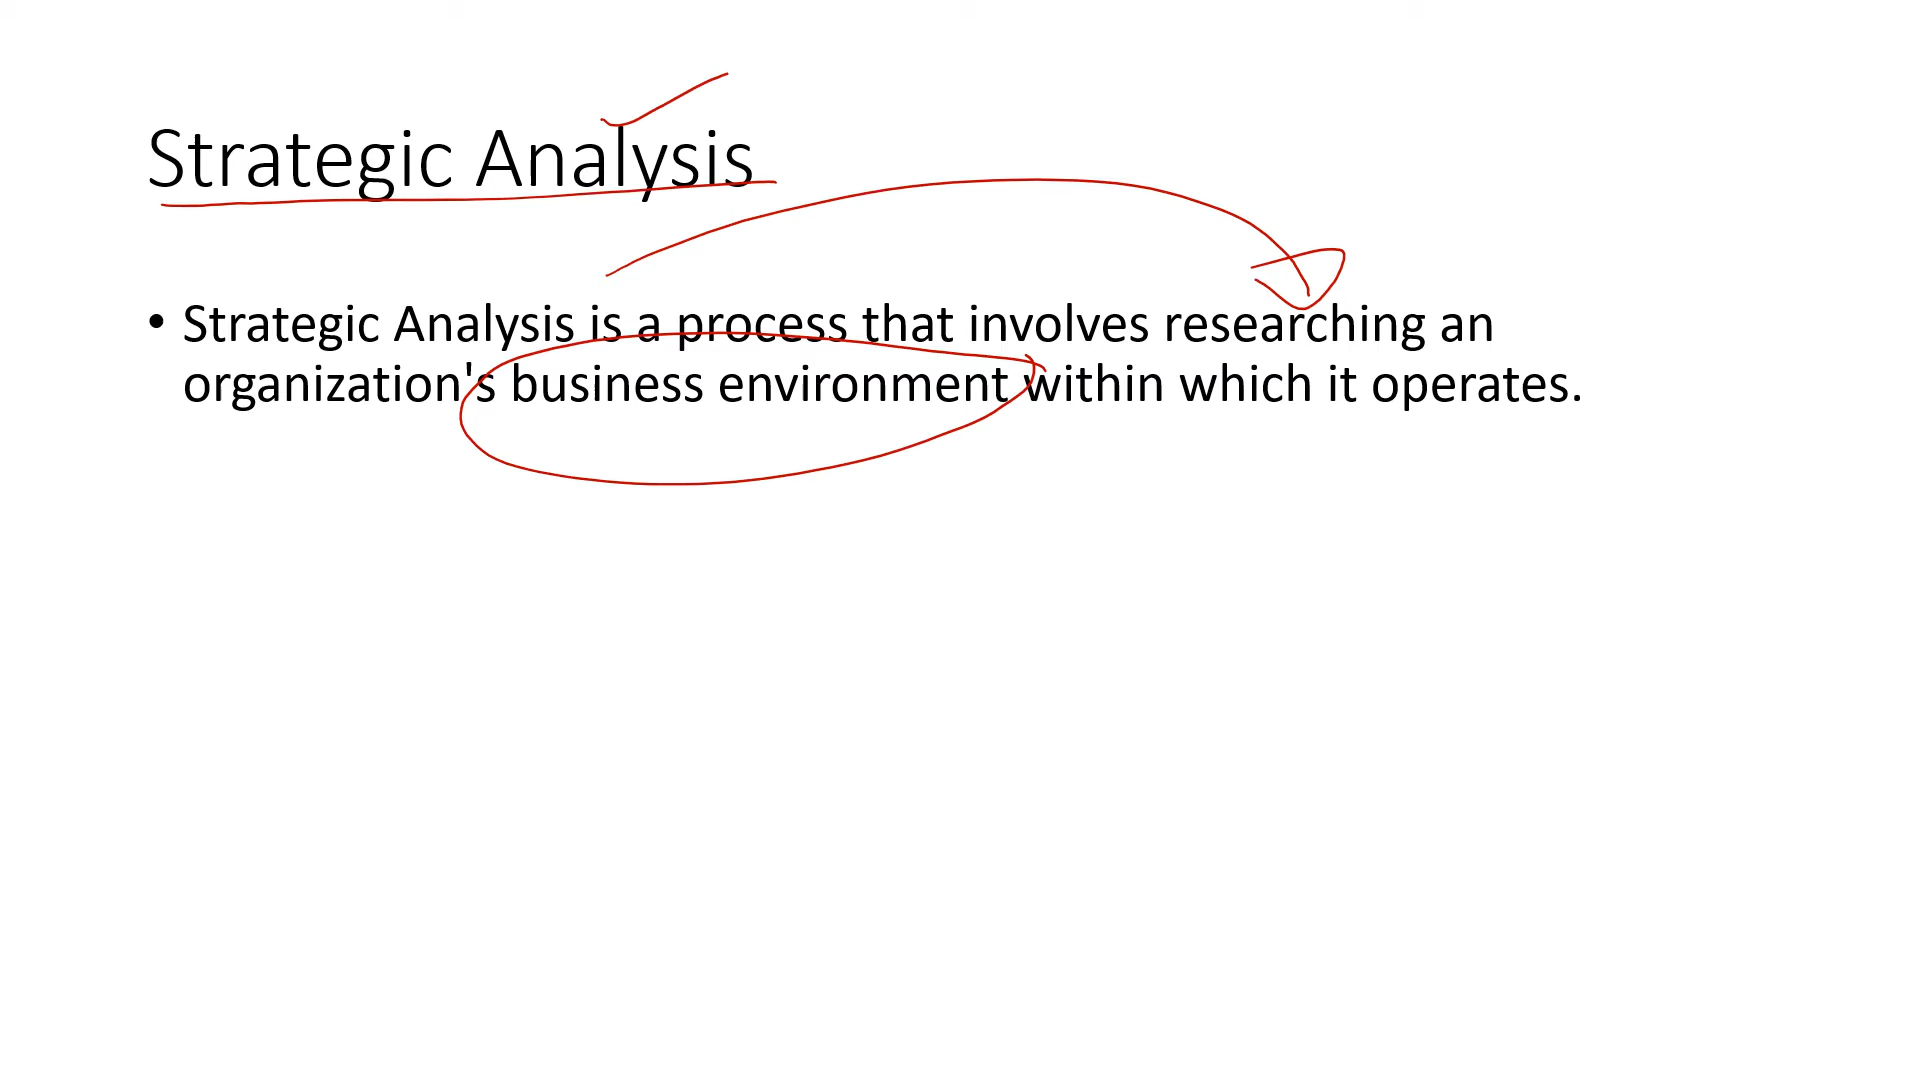 Strategic Analysis
• Strategic Analysis is a process that involves researching an
organization's business environment within which it operates.